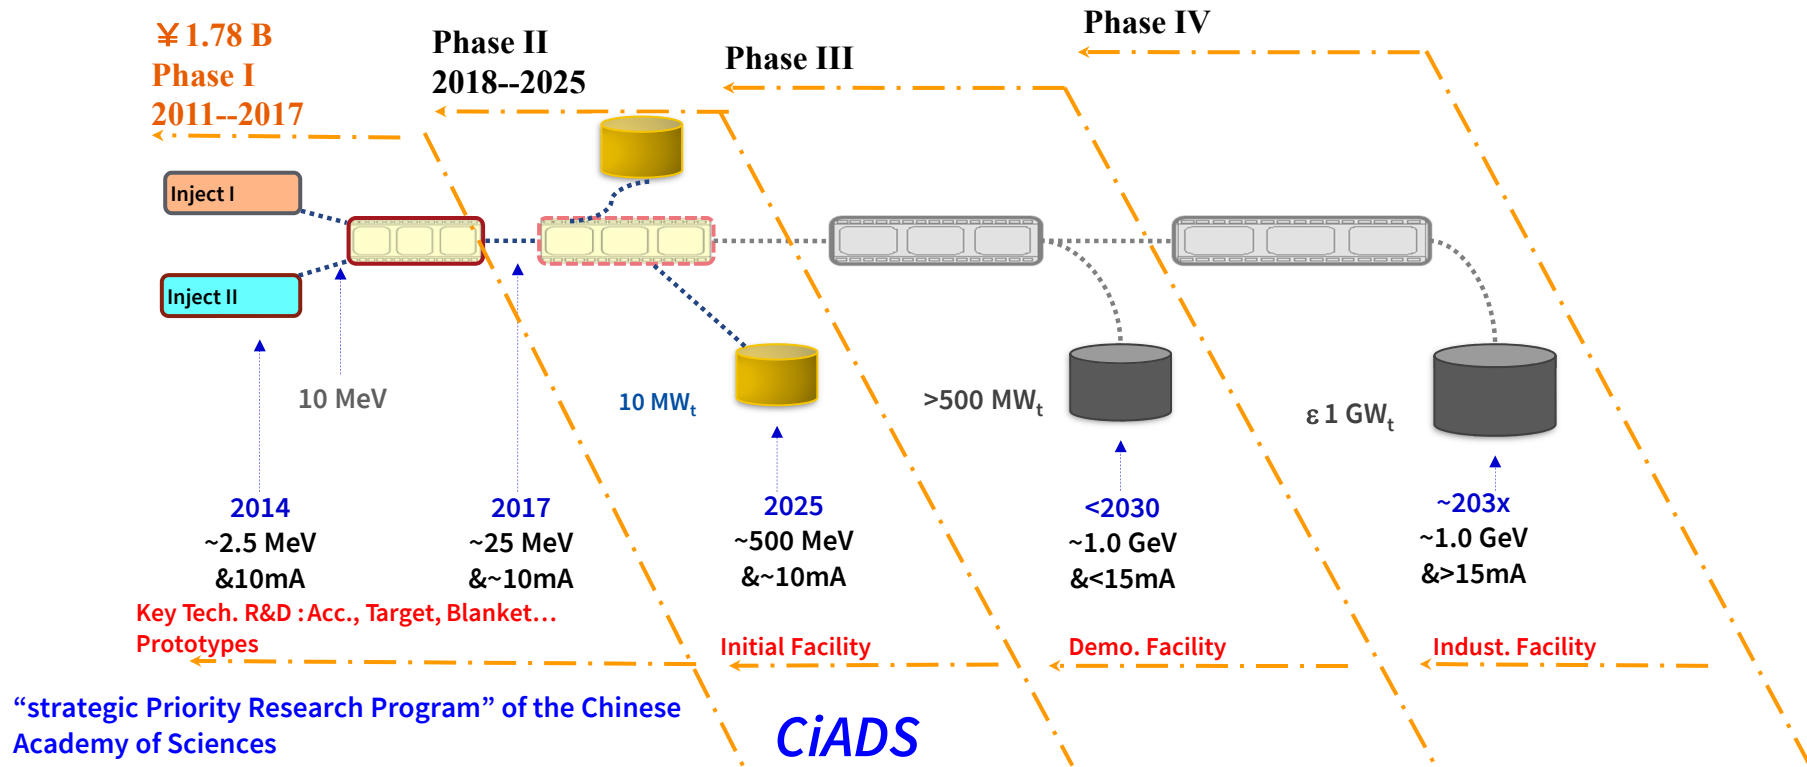 ￥1.78 B
Phase I
2011--2017
Phase II
2018--2025
Phase III
Phase IV
Inject I
Inject II
10 MeV
10 MWt
>500 MWt
ε 1 GWt
2014
~2.5 MeV
&10mA
2017
~25 MeV
&~10mA
2025
~500 MeV
&~10mA
<2030
~1.0 GeV
&<15mA
~203x
~1.0 GeV
&>15mA
Key Tech. R&D : Acc., Target, Blanket…
Prototypes
Initial Facility
Demo. Facility
Indust. Facility
“strategic Priority Research Program” of the Chinese
Academy of Sciences
CiADS